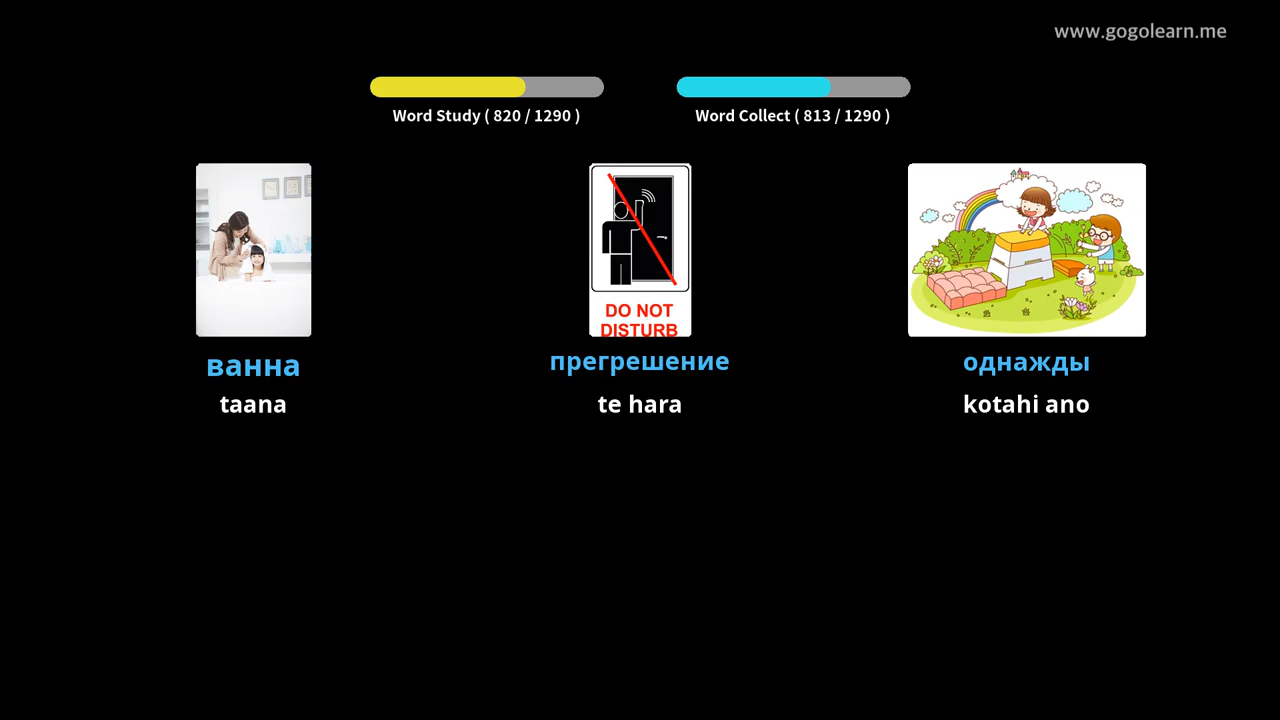 www.gogolearn.me
Word Study ( 820 / 1290 )
Word Collect ( 813 / 1290 )
DO NOT
DISTURB
ванна
прегрешение
однажды
taana
te hara
kotahi ano